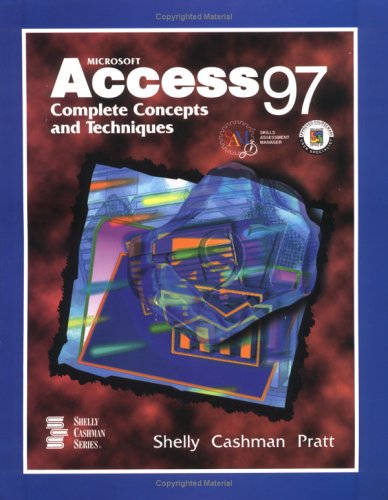 Copyrighted Material
MICROSOFT
Access 97
Complete Concepts
and Techniques
SAM
SKILLS
ASSESSMENT
MANAGER
SHELLY
CASHMAN
SERIES®
Shelly Cashman Pratt
Copyrighted Material